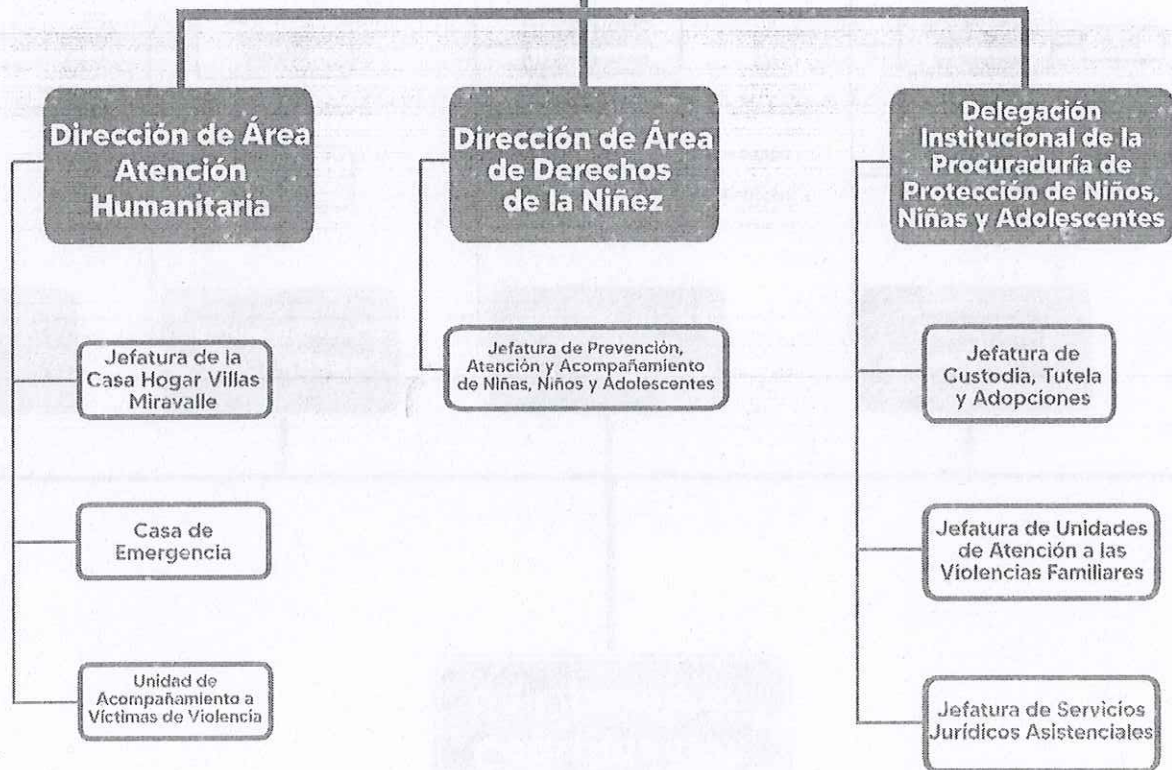 Dirección de Área
Atención
Humanitaria
Dirección de Área
de Derechos
de la Niñez
Delegación
Institucional de la
Procuraduría de
Protección de Niños,
Niñas y Adolescentes
Jefatura de la
Casa Hogar Villas
Miravalle
Jefatura de Prevención,
Atención y Acompañamiento
de Niñas, Niños y Adolescentes
Jefatura de
Custodia, Tutela
y Adopciones
Casa de
Emergencia
Jefatura de Unidades
de Atención a las
Violencias Familiares
Unidad de
Acompañamiento a
Víctimas de Violencia
Jefatura de Servicios
Jurídicos Asistenciales